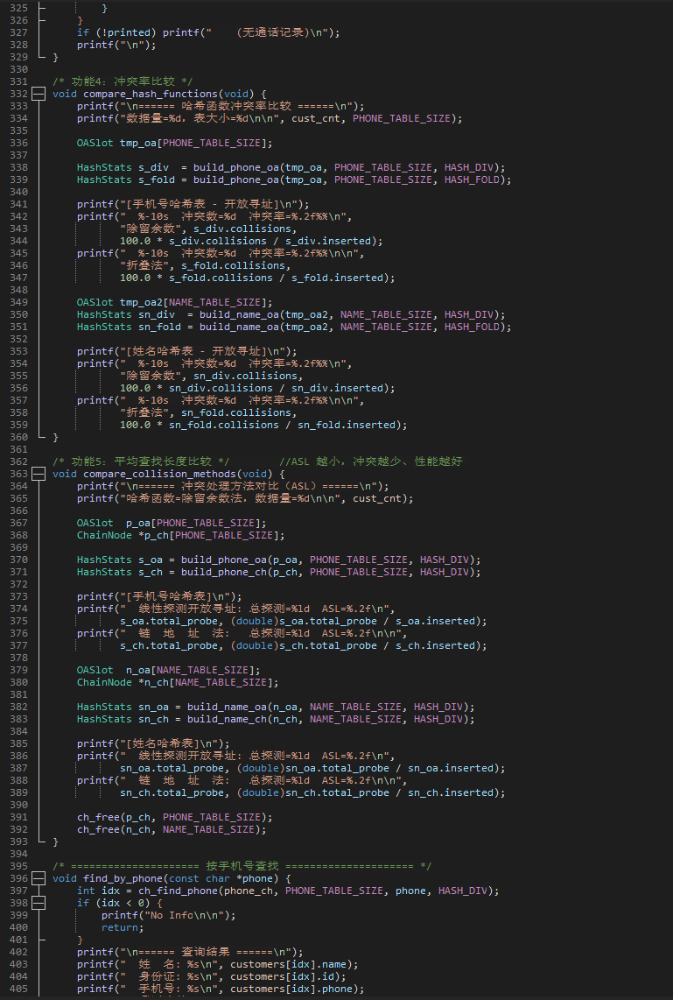 325         }
326     }
327     if (!printed) printf("    (无通话记录)\n");
328     printf("\n");
329 }
330
331 /* 功能4: 冲突率比较 */
332 void compare_hash_functions(void) {
333     printf("\n====== 哈希函数冲突率比较 ======\n");
334     printf("数据量=%d，表大小=%d\n\n", cust_cnt, PHONE_TABLE_SIZE);
335
336     OASlot tmp_oa[PHONE_TABLE_SIZE];
337
338     HashStats s_div  = build_phone_oa(tmp_oa, PHONE_TABLE_SIZE, HASH_DIV);
339     HashStats s_fold = build_phone_oa(tmp_oa, PHONE_TABLE_SIZE, HASH_FOLD);
340
341     printf("[手机号哈希表 - 开放寻址]\n");
342     printf("  %-10s  冲突数=%d  冲突率=%.2f%%\n",
343            "除留余数", s_div.collisions,
344            100.0 * s_div.collisions / s_div.inserted);
345     printf("  %-10s  冲突数=%d  冲突率=%.2f%%\n\n",
346            "折叠法", s_fold.collisions,
347            100.0 * s_fold.collisions / s_fold.inserted);
348
349     OASlot tmp_oa2[NAME_TABLE_SIZE];
350     HashStats sn_div  = build_name_oa(tmp_oa2, NAME_TABLE_SIZE, HASH_DIV);
351     HashStats sn_fold = build_name_oa(tmp_oa2, NAME_TABLE_SIZE, HASH_FOLD);
352
353     printf("[姓名哈希表 - 开放寻址]\n");
354     printf("  %-10s  冲突数=%d  冲突率=%.2f%%\n",
355            "除留余数", sn_div.collisions,
356            100.0 * sn_div.collisions / sn_div.inserted);
357     printf("  %-10s  冲突数=%d  冲突率=%.2f%%\n\n",
358            "折叠法", sn_fold.collisions,
359            100.0 * sn_fold.collisions / sn_fold.inserted);
360 }
361
362 /* 功能5: 平均查找长度比较 */        //ASL 越小，冲突越少、性能越好
363 void compare_collision_methods(void) {
364     printf("\n====== 冲突处理方法对比（ASL）======\n");
365     printf("哈希函数=除留余数法，数据量=%d\n\n", cust_cnt);
366
367     OASlot  p_oa[PHONE_TABLE_SIZE];
368     ChainNode *p_ch[PHONE_TABLE_SIZE];
369
370     HashStats s_oa = build_phone_oa(p_oa, PHONE_TABLE_SIZE, HASH_DIV);
371     HashStats s_ch = build_phone_ch(p_ch, PHONE_TABLE_SIZE, HASH_DIV);
372
373     printf("[手机号哈希表]\n");
374     printf("  线性探测开放寻址: 总探测=%ld  ASL=%.2f\n",
375            s_oa.total_probe, (double)s_oa.total_probe / s_oa.inserted);
376     printf("  链  地  址  法:   总探测=%ld  ASL=%.2f\n\n",
377            s_ch.total_probe, (double)s_ch.total_probe / s_ch.inserted);
378
379     OASlot  n_oa[NAME_TABLE_SIZE];
380     ChainNode *n_ch[NAME_TABLE_SIZE];
381
382     HashStats sn_oa = build_name_oa(n_oa, NAME_TABLE_SIZE, HASH_DIV);
383     HashStats sn_ch = build_name_ch(n_ch, NAME_TABLE_SIZE, HASH_DIV);
384
385     printf("[姓名哈希表]\n");
386     printf("  线性探测开放寻址: 总探测=%ld  ASL=%.2f\n",
387            sn_oa.total_probe, (double)sn_oa.total_probe / sn_oa.inserted);
388     printf("  链  地  址  法:   总探测=%ld  ASL=%.2f\n\n",
389            sn_ch.total_probe, (double)sn_ch.total_probe / sn_ch.inserted);
390
391     ch_free(p_ch, PHONE_TABLE_SIZE);
392     ch_free(n_ch, NAME_TABLE_SIZE);
393 }
394
395 /* ===================== 按手机号查找 ===================== */
396 void find_by_phone(const char *phone) {
397     int idx = ch_find_phone(phone_ch, PHONE_TABLE_SIZE, phone, HASH_DIV);
398     if (idx < 0) {
399         printf("No Info\n\n");
400         return;
401     }
402     printf("\n====== 查询结果 ======\n");
403     printf("  姓  名: %s\n", customers[idx].name);
404     printf("  身份证: %s\n", customers[idx].id);
405     printf("  手机号: %s\n", customers[idx].phone);